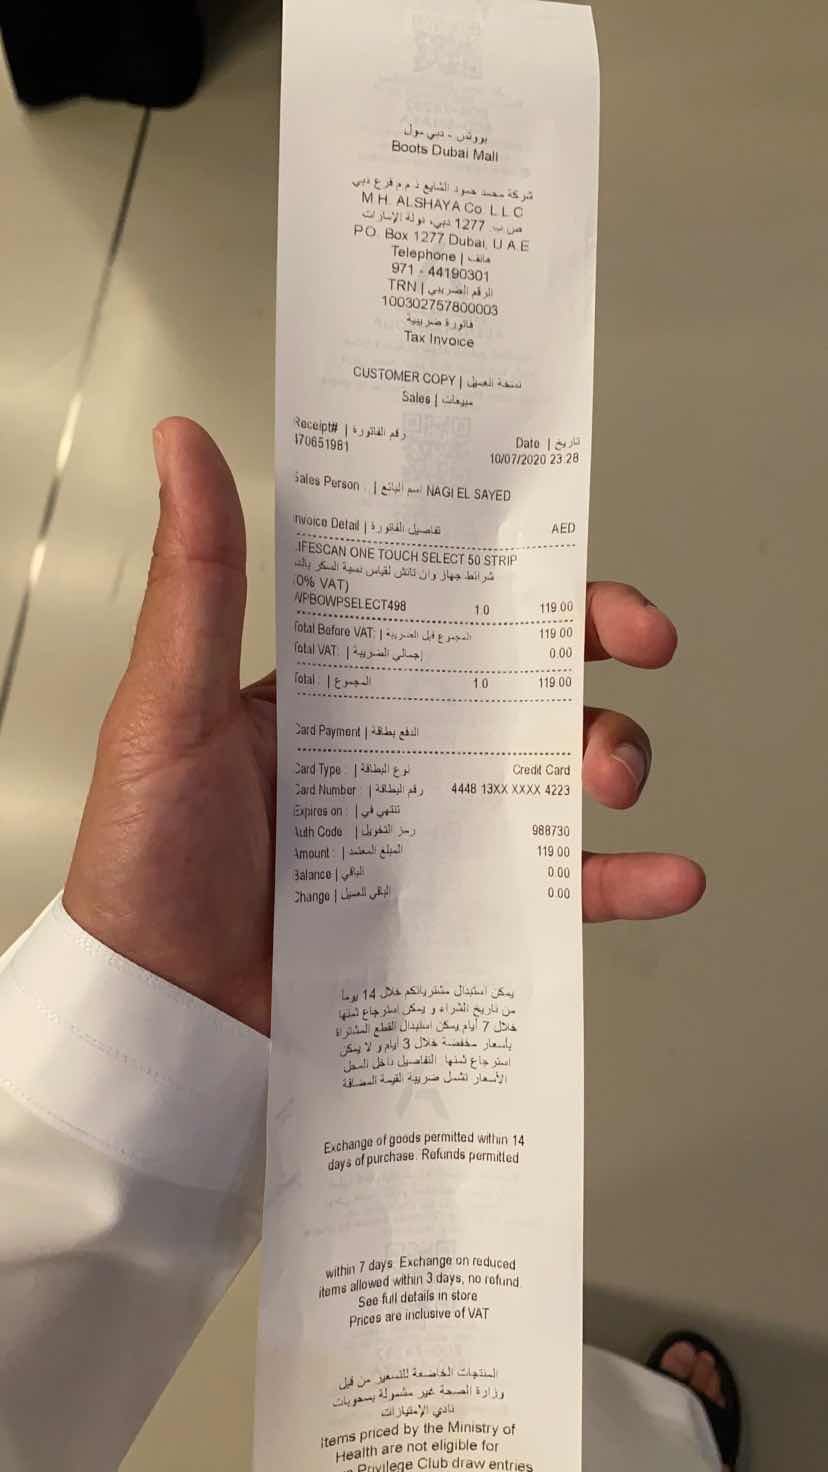 بووتس - دبي مول
Boots Dubai Mall
شركة محمد حمود الشايع ذ م م فرع دبي
M.H. ALSHAYA Co. L.L.C
ص ب 1277 دبي، دولة الإمارات
P.O. Box 1277 Dubai, U.A.E
Telephone | هاتف
971 - 44190301
TRN | الرقم الضريبي
100302757800003
فاتورة ضريبية
Tax Invoice
CUSTOMER COPY | نسخة العميل
Sales | مبيعات
Receipt# | رقم الفاتورة
Date | تاريخ
170651981
10/07/2020 23:28
Sales Person : | اسم البائع NAGI EL SAYED
Invoice Detail | تفاصيل الفاتورة AED
LIFESCAN ONE TOUCH SELECT 50 STRIP
شرائط جهاز وان تاتش لقياس نسبة السكر بالد
(0% VAT)
WPBOWPSELECT498 1.0 119.00
Total Before VAT: | المجموع قبل الضريبة 119.00
Total VAT: | إجمالي الضريبة 0.00
Total : | المجموع 1.0 119.00
Card Payment | الدفع بطاقة
Card Type : | نوع البطاقة Credit Card
Card Number : | رقم البطاقة 4448 13XX XXXX 4223
Expires on : | تنتهي في
Auth Code | رمز التخويل 988730
Amount : | المبلغ المعتمد 119.00
Balance | الباقي 0.00
Change | الباقي للعميل 0.00
يمكن استبدال مشترياتكم خلال 14 يوما
من تاريخ الشراء و يمكن استرجاع ثمنها
خلال 7 أيام يمكن استبدال القطع المشتراة
بأسعار مخفضة خلال 3 أيام و لا يمكن
استرجاع ثمنها التفاصيل داخل المحل
الأسعار تشمل ضريبة القيمة المضافة
Exchange of goods permitted within 14
days of purchase. Refunds permitted
within 7 days. Exchange on reduced
items allowed within 3 days, no refund.
See full details in store
Prices are inclusive of VAT
المنتجات الخاضعة للتسعير من قبل
وزارة الصحة غير مشمولة بسحوبات
نادي الإمتيازات
Items priced by the Ministry of
Health are not eligible for
Privilege Club draw entries